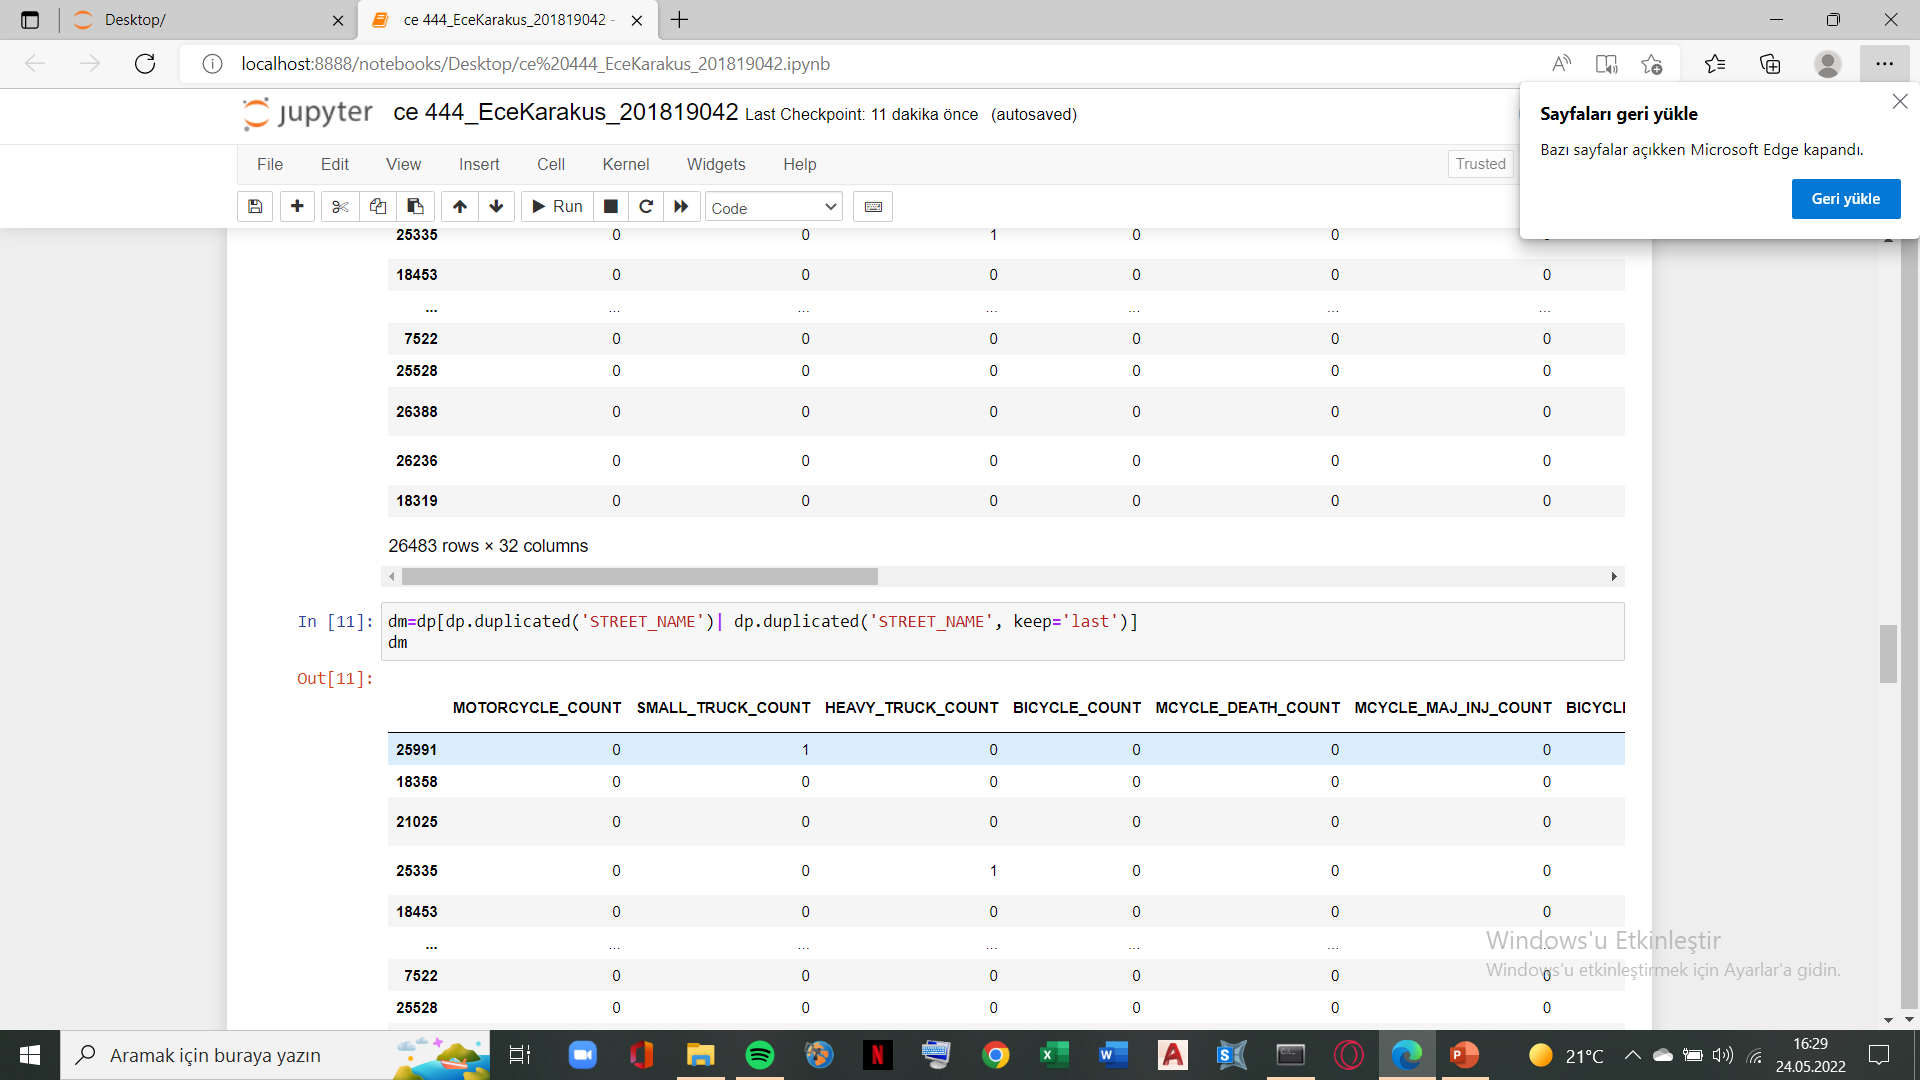 Desktop/
ce 444_EceKarakus_201819042 -
localhost:8888/notebooks/Desktop/ce%20444_EceKarakus_201819042.ipynb
jupyter ce 444_EceKarakus_201819042 Last Checkpoint: 11 dakika önce (autosaved)
Sayfaları geri yükle
Bazı sayfalar açıkken Microsoft Edge kapandı.
Geri yükle
File Edit View Insert Cell Kernel Widgets Help
Trusted
Run
Code
25335 0 0 1 0 0
18453 0 0 0 0 0 0
... ... ... ... ... ... ...
7522 0 0 0 0 0 0
25528 0 0 0 0 0 0
26388 0 0 0 0 0 0
26236 0 0 0 0 0 0
18319 0 0 0 0 0 0
26483 rows × 32 columns
In [11]: dm=dp[dp.duplicated('STREET_NAME')| dp.duplicated('STREET_NAME', keep='last')]
dm
Out[11]:
MOTORCYCLE_COUNT SMALL_TRUCK_COUNT HEAVY_TRUCK_COUNT BICYCLE_COUNT MCYCLE_DEATH_COUNT MCYCLE_MAJ_INJ_COUNT BICYCLI
25991 0 1 0 0 0 0
18358 0 0 0 0 0 0
21025 0 0 0 0 0 0
25335 0 0 1 0 0 0
18453 0 0 0 0 0 0
... ... ... ... ... ... ...
7522 0 0 0 0 0 0
25528 0 0 0 0 0 0
Windows'u Etkinleştir
Windows'u etkinleştirmek için Ayarlar'a gidin.
Aramak için buraya yazın
21°C
16:29
24.05.2022